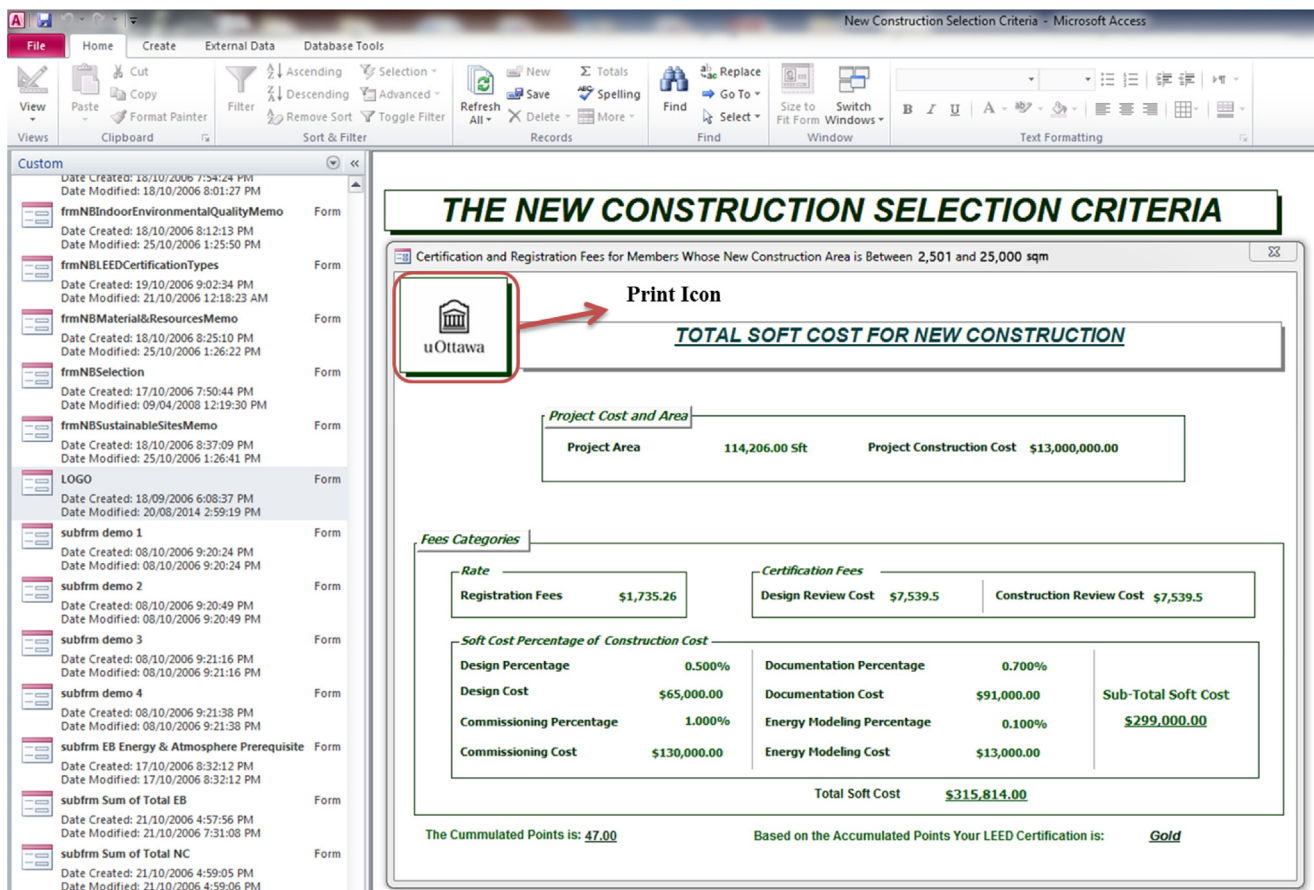 New Construction Selection Criteria - Microsoft Access
File Home Create External Data Database Tools
View
Views
Paste
Cut
Copy
Format Painter
Clipboard
Filter
Ascending
Descending
Remove Sort
Selection
Advanced
Toggle Filter
Sort & Filter
Refresh
All
New
Save
Delete
Totals
Spelling
More
Records
Find
Replace
Go To
Select
Find
Size to
Fit Form
Switch
Windows
Window
B I U A
Text Formatting
Custom
Date Created: 18/10/2006 7:54:24 PM
Date Modified: 18/10/2006 8:01:27 PM
frmNBIndoorEnvironmentalQualityMemo Form
Date Created: 18/10/2006 8:12:13 PM
Date Modified: 25/10/2006 1:25:50 PM
frmNBLEEDCertificationTypes Form
Date Created: 19/10/2006 9:02:34 PM
Date Modified: 21/10/2006 12:18:23 AM
frmNBMaterial&ResourcesMemo Form
Date Created: 18/10/2006 8:25:10 PM
Date Modified: 25/10/2006 1:26:22 PM
frmNBSelection Form
Date Created: 17/10/2006 7:50:44 PM
Date Modified: 09/04/2008 12:19:30 PM
frmNBSustainableSitesMemo Form
Date Created: 18/10/2006 8:37:09 PM
Date Modified: 25/10/2006 1:26:41 PM
LOGO Form
Date Created: 18/09/2006 6:08:37 PM
Date Modified: 20/08/2014 2:59:19 PM
subfrm demo 1 Form
Date Created: 08/10/2006 9:20:24 PM
Date Modified: 08/10/2006 9:20:24 PM
subfrm demo 2 Form
Date Created: 08/10/2006 9:20:49 PM
Date Modified: 08/10/2006 9:20:49 PM
subfrm demo 3 Form
Date Created: 08/10/2006 9:21:16 PM
Date Modified: 08/10/2006 9:21:16 PM
subfrm demo 4 Form
Date Created: 08/10/2006 9:21:38 PM
Date Modified: 08/10/2006 9:21:38 PM
subfrm EB Energy & Atmosphere Prerequisite Form
Date Created: 17/10/2006 8:32:12 PM
Date Modified: 17/10/2006 8:32:12 PM
subfrm Sum of Total EB Form
Date Created: 21/10/2006 4:57:56 PM
Date Modified: 21/10/2006 7:31:08 PM
subfrm Sum of Total NC Form
Date Created: 21/10/2006 4:59:05 PM
Date Modified: 21/10/2006 4:59:06 PM
THE NEW CONSTRUCTION SELECTION CRITERIA
Certification and Registration Fees for Members Whose New Construction Area is Between 2,501 and 25,000 sqm
uOttawa
Print Icon
TOTAL SOFT COST FOR NEW CONSTRUCTION
Project Cost and Area
Project Area 114,206.00 Sft Project Construction Cost $13,000,000.00
Fees Categories
Rate
Registration Fees $1,735.26
Certification Fees
Design Review Cost $7,539.5 Construction Review Cost $7,539.5
Soft Cost Percentage of Construction Cost
Design Percentage 0.500% Documentation Percentage 0.700%
Design Cost $65,000.00 Documentation Cost $91,000.00 Sub-Total Soft Cost
Commissioning Percentage 1.000% Energy Modeling Percentage 0.100% $299,000.00
Commissioning Cost $130,000.00 Energy Modeling Cost $13,000.00
Total Soft Cost $315,814.00
The Cummulated Points is: 47.00 Based on the Accumulated Points Your LEED Certification is: Gold